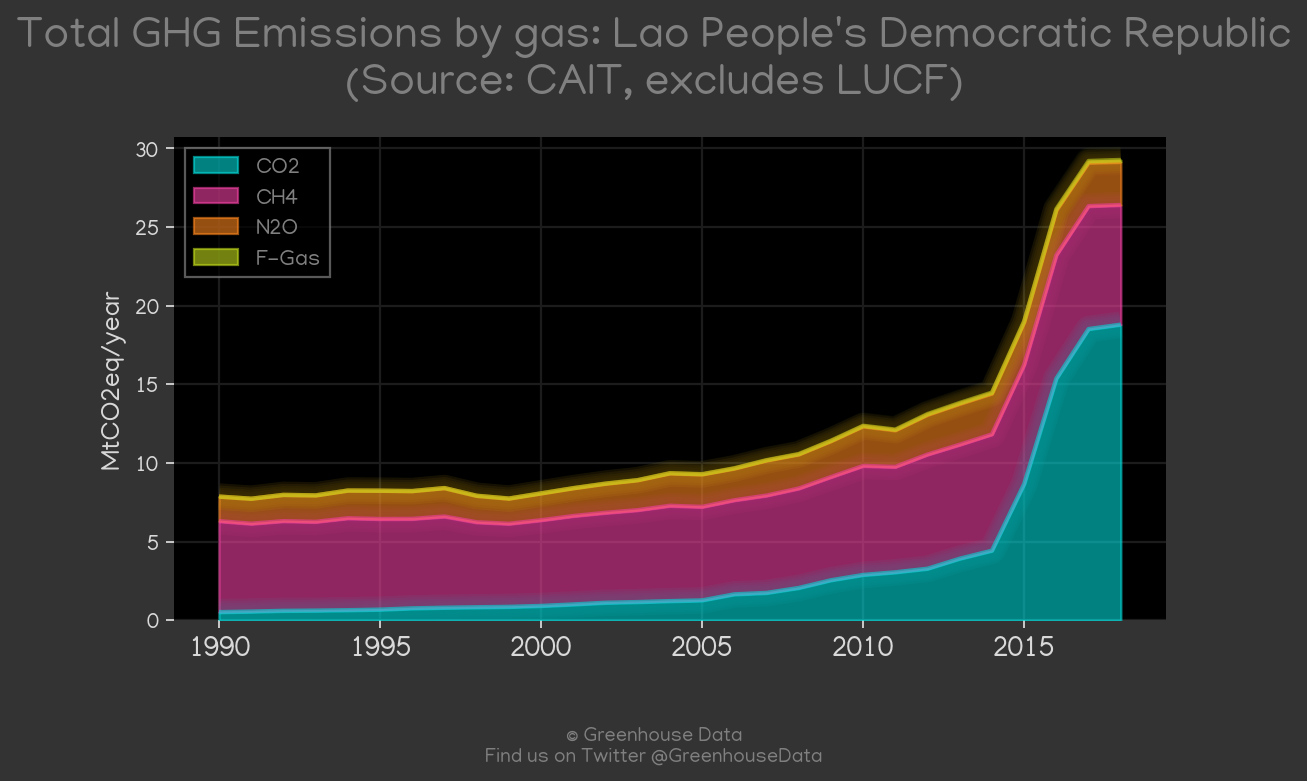 Total GHG Emissions by gas: Lao People's Democratic Republic
(Source: CAIT, excludes LUCF)
30
25
20
15
10
5
0
MtCO2eq/year
CO2
CH4
N2O
F-Gas
1990 1995 2000 2005 2010 2015
© Greenhouse Data
Find us on Twitter @GreenhouseData